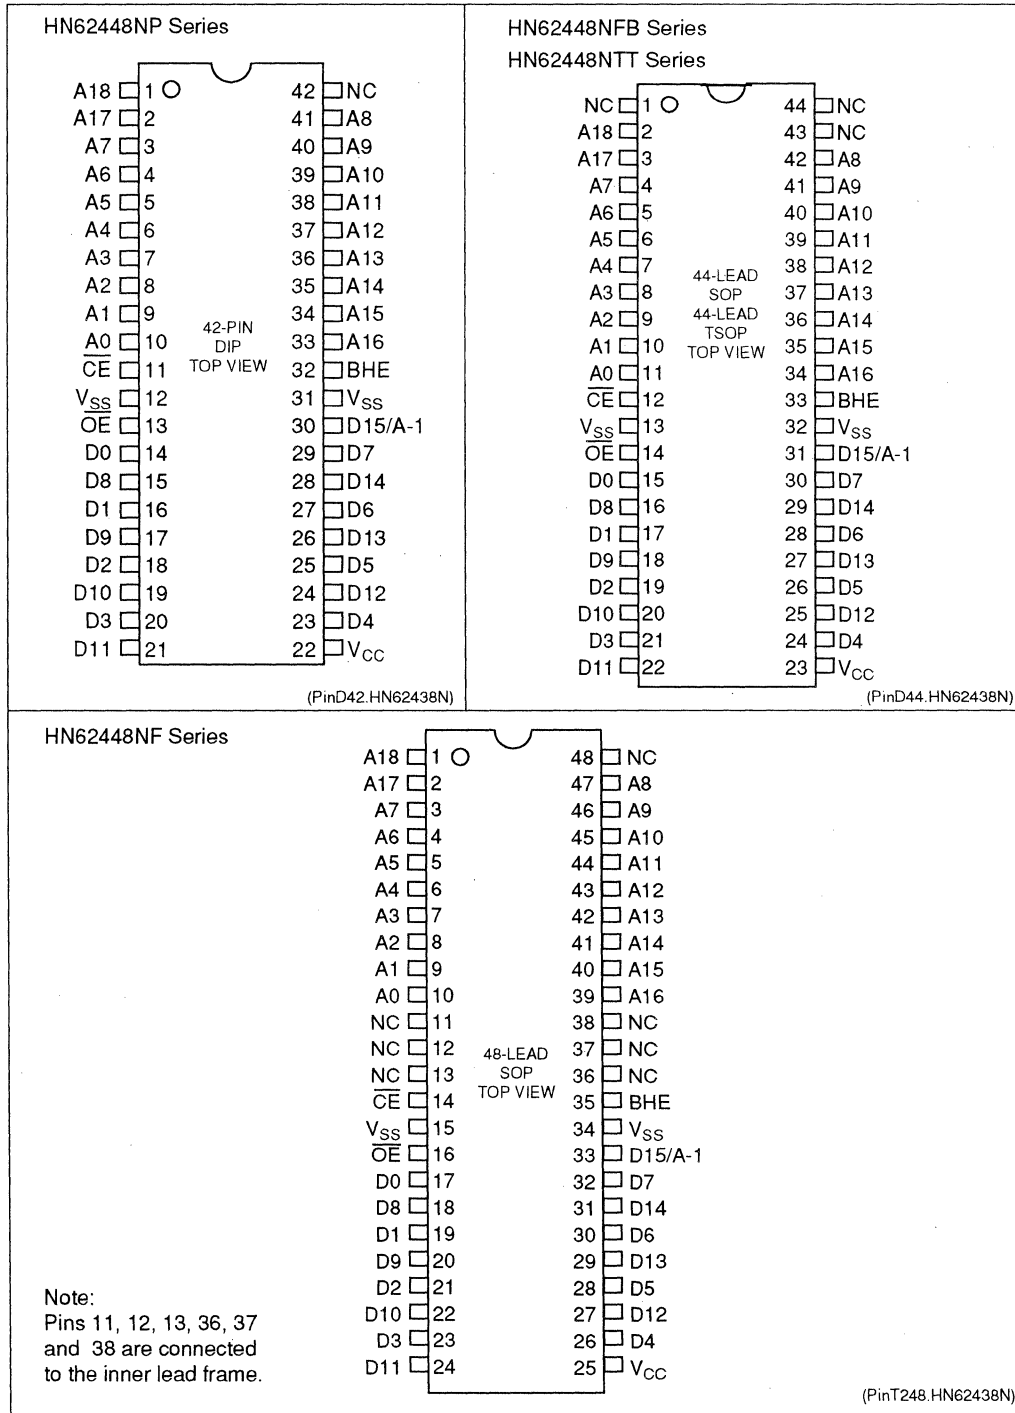 HN62448NP Series
A18 1 42 NC
A17 2 41 A8
A7 3 40 A9
A6 4 39 A10
A5 5 38 A11
A4 6 37 A12
A3 7 36 A13
A2 8 35 A14
A1 9 34 A15
A0 10 33 A16
C̅E̅ 11 32 BHE
VSS 12 31 VSS
O̅E̅ 13 30 D15/A-1
D0 14 29 D7
D8 15 28 D14
D1 16 27 D6
D9 17 26 D13
D2 18 25 D5
D10 19 24 D12
D3 20 23 D4
D11 21 22 VCC
42-PIN
DIP
TOP VIEW
(PinD42.HN62438N)
HN62448NFB Series
HN62448NTT Series
NC 1 44 NC
A18 2 43 NC
A17 3 42 A8
A7 4 41 A9
A6 5 40 A10
A5 6 39 A11
A4 7 38 A12
A3 8 37 A13
A2 9 36 A14
A1 10 35 A15
A0 11 34 A16
C̅E̅ 12 33 BHE
VSS 13 32 VSS
O̅E̅ 14 31 D15/A-1
D0 15 30 D7
D8 16 29 D14
D1 17 28 D6
D9 18 27 D13
D2 19 26 D5
D10 20 25 D12
D3 21 24 D4
D11 22 23 VCC
44-LEAD
SOP
44-LEAD
TSOP
TOP VIEW
(PinD44.HN62438N)
HN62448NF Series
A18 1 48 NC
A17 2 47 A8
A7 3 46 A9
A6 4 45 A10
A5 5 44 A11
A4 6 43 A12
A3 7 42 A13
A2 8 41 A14
A1 9 40 A15
A0 10 39 A16
NC 11 38 NC
NC 12 37 NC
NC 13 36 NC
C̅E̅ 14 35 BHE
VSS 15 34 VSS
O̅E̅ 16 33 D15/A-1
D0 17 32 D7
D8 18 31 D14
D1 19 30 D6
D9 20 29 D13
D2 21 28 D5
D10 22 27 D12
D3 23 26 D4
D11 24 25 VCC
48-LEAD
SOP
TOP VIEW
Note:
Pins 11, 12, 13, 36, 37
and 38 are connected
to the inner lead frame.
(PinT248.HN62438N)